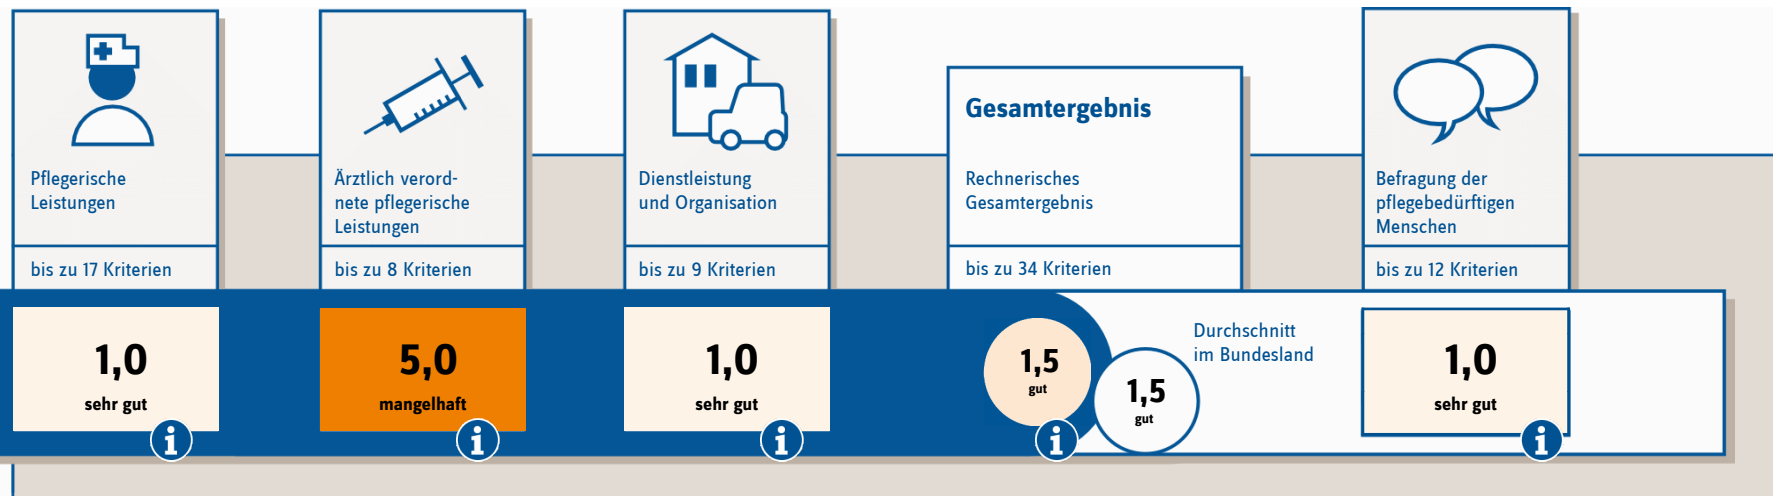 Pflegerische
Leistungen
bis zu 17 Kriterien
1,0
sehr gut
i
Ärztlich verord-
nete pflegerische
Leistungen
bis zu 8 Kriterien
5,0
mangelhaft
i
Dienstleistung
und Organisation
bis zu 9 Kriterien
1,0
sehr gut
i
Gesamtergebnis
Rechnerisches
Gesamtergebnis
bis zu 34 Kriterien
1,5
gut
i
Durchschnitt
im Bundesland
1,5
gut
Befragung der
pflegebedürftigen
Menschen
bis zu 12 Kriterien
1,0
sehr gut
i